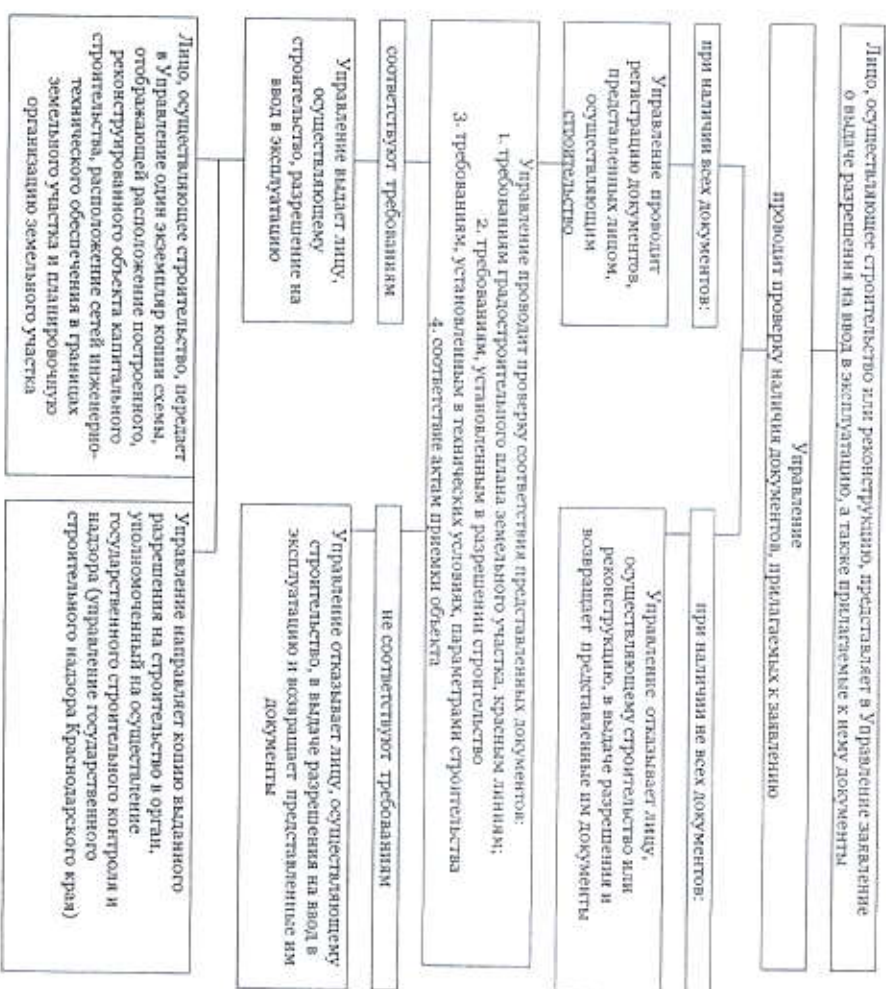 Лицо, осуществляющее строительство или реконструкцию, представляет в Управление заявление
о выдаче разрешения на ввод в эксплуатацию, а также прилагаемые к нему документы
Управление
проводит проверку наличия документов, прилагаемых к заявлению
при наличии всех документов:
при наличии не всех документов:
Управление проводит
регистрацию документов,
представленных лицом,
осуществляющим
строительство
Управление отказывает лицу,
осуществляющему строительство или
реконструкцию, в выдаче разрешения и
возвращает представленные им документы
Управление проводит проверку соответствия представленных документов:
1. требованиям градостроительного плана земельного участка, красным линиям;
2. требованиям, установленным в разрешении строительство
3. требованиям, установленным в технических условиях, параметрами строительства
4. соответствие актам приемки объекта
соответствуют требованиям
не соответствуют требованиям
Управление выдает лицу,
осуществляющему
строительство, разрешение на
ввод в эксплуатацию
Управление отказывает лицу, осуществляющему
строительство, в выдаче разрешения на ввод в
эксплуатацию и возвращает представленные им
документы
Лицо, осуществляющее строительство, передает
в Управление один экземпляр копии схемы,
отображающей расположение построенного,
реконструированного объекта капитального
строительства, расположение сетей инженерно-
технического обеспечения в границах
земельного участка и планировочную
организацию земельного участка
Управление направляет копию выданного
разрешения на строительство в орган,
уполномоченный на осуществление
государственного строительного контроля и
надзора (управление государственного
строительного надзора Краснодарского края)